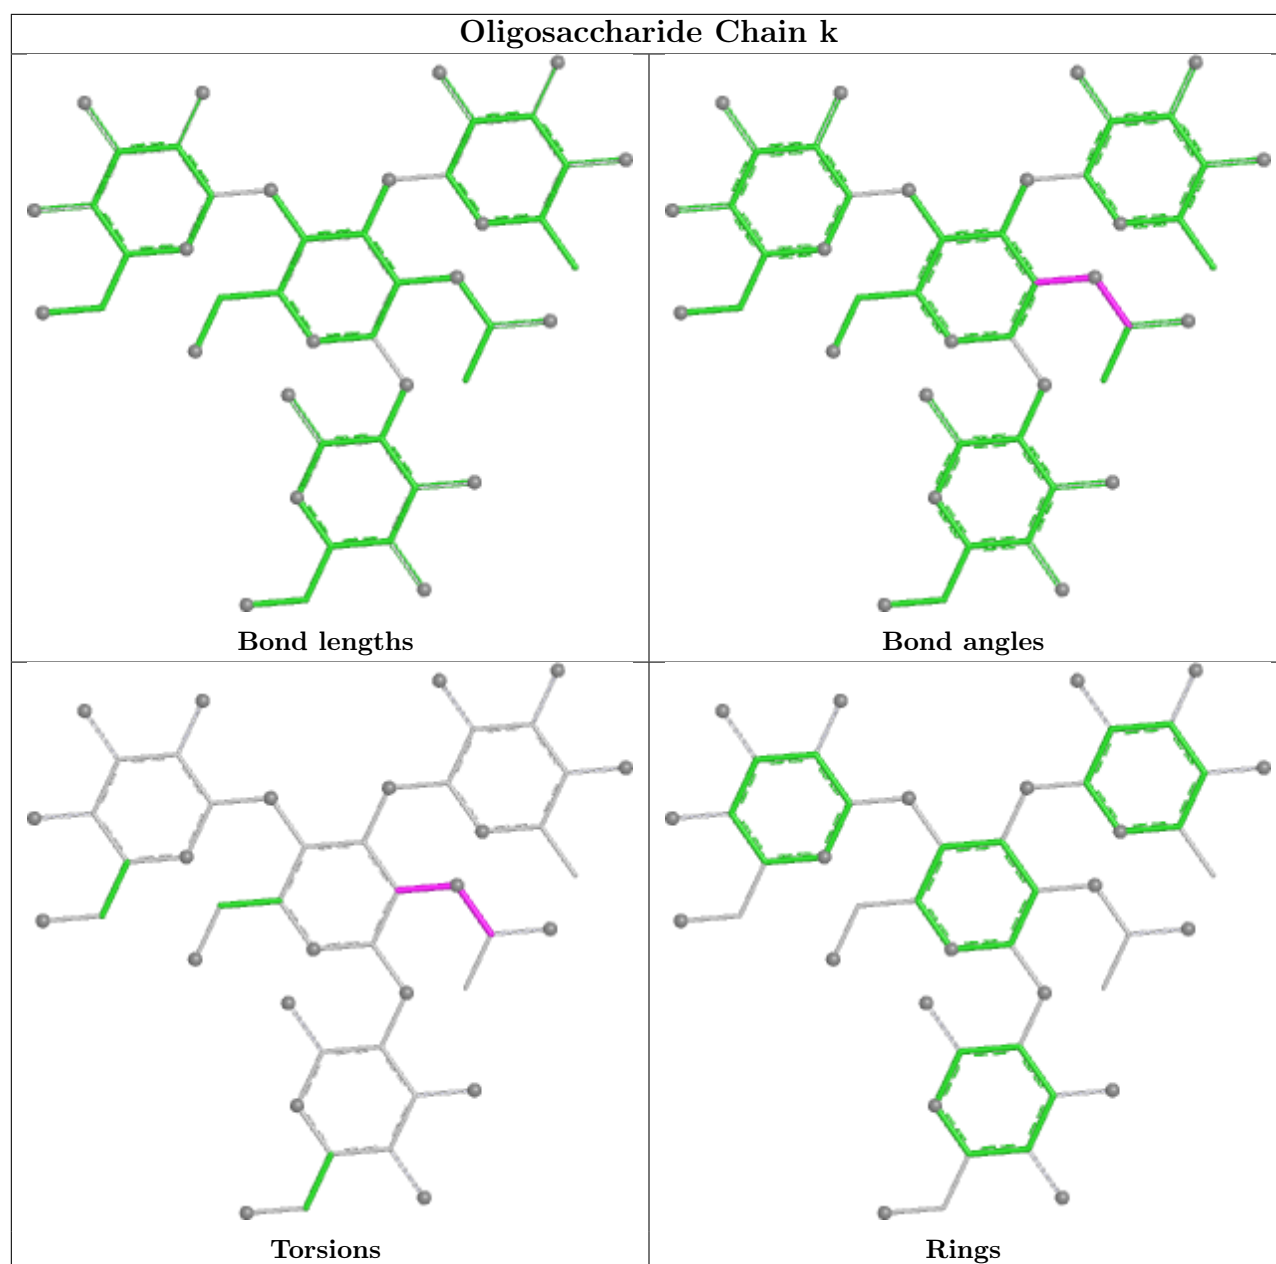 Oligosaccharide Chain k
Bond lengths
Bond angles
Torsions
Rings